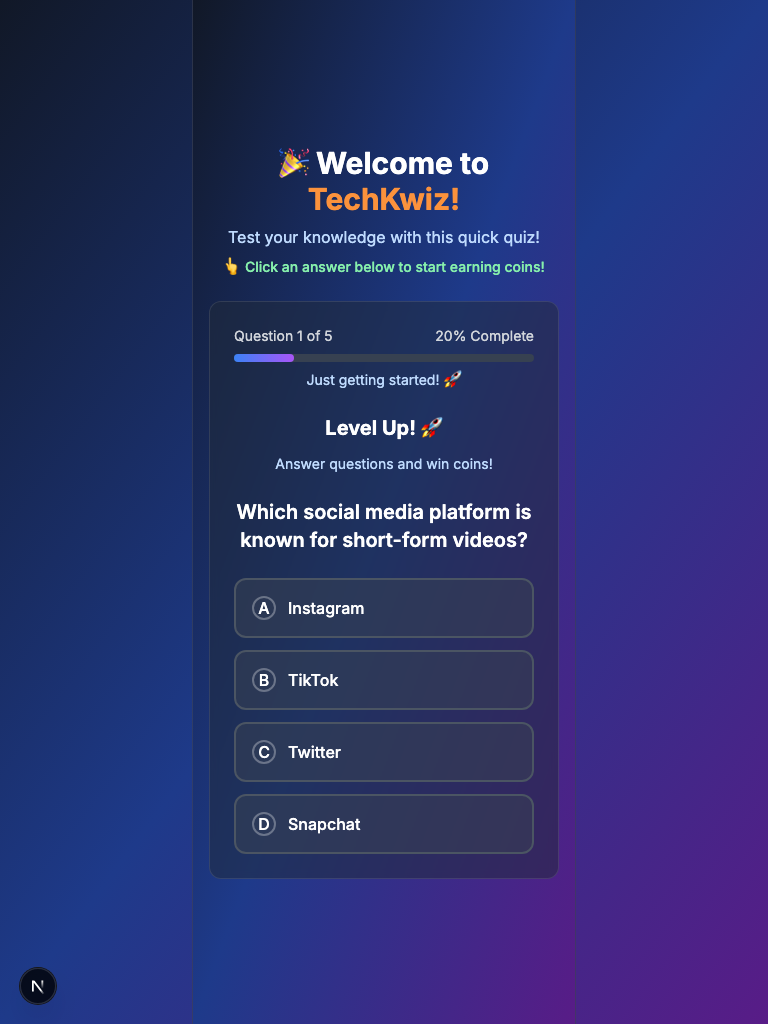 🎉 Welcome to
TechKwiz!
Test your knowledge with this quick quiz!
👆 Click an answer below to start earning coins!
Question 1 of 5
20% Complete
Just getting started! 🚀
Level Up! 🚀
Answer questions and win coins!
Which social media platform is
known for short-form videos?
A Instagram
B TikTok
C Twitter
D Snapchat
N